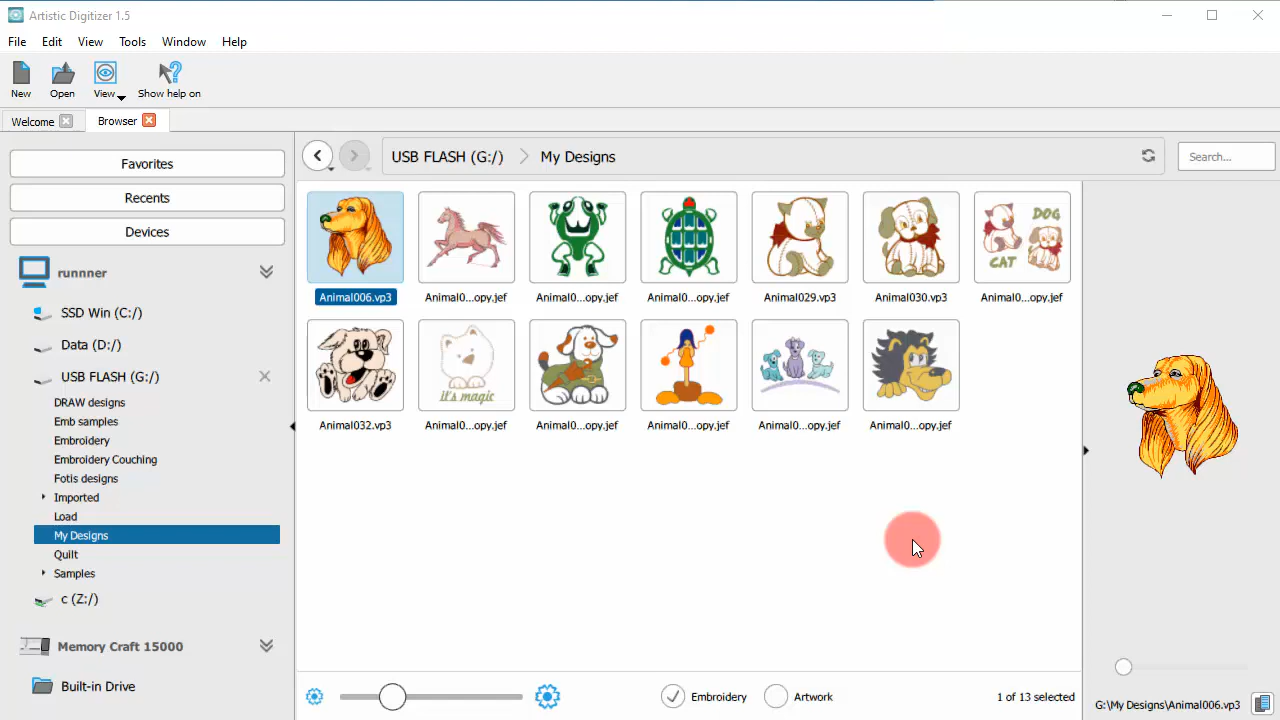 Artistic Digitizer 1.5
File Edit View Tools Window Help
New Open View Show help on
Welcome Browser
Favorites
Recents
Devices
runnner
SSD Win (C:/)
Data (D:/)
USB FLASH (G:/)
DRAW designs
Emb samples
Embroidery
Embroidery Couching
Fotis designs
Imported
Load
My Designs
Quilt
Samples
c (Z:/)
Memory Craft 15000
Built-in Drive
USB FLASH (G:/) My Designs
Search...
DOG
CAT
Animal006.vp3 Animal0...opy.jef Animal0...opy.jef Animal0...opy.jef Animal029.vp3 Animal030.vp3 Animal0...opy.jef
it's magic
Animal032.vp3 Animal0...opy.jef Animal0...opy.jef Animal0...opy.jef Animal0...opy.jef Animal0...opy.jef
Embroidery Artwork 1 of 13 selected
G:\My Designs\Animal006.vp3